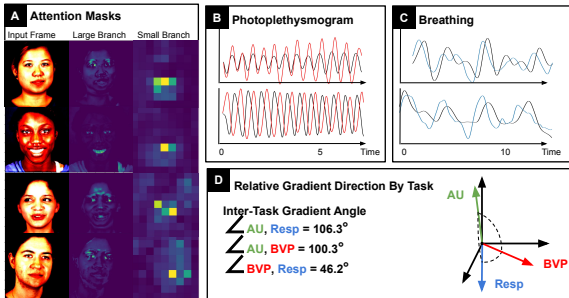 A Attention Masks
Input Frame Large Branch Small Branch
B Photoplethysmogram
5 Time
C Breathing
10 Time
D Relative Gradient Direction By Task
Inter-Task Gradient Angle
∠AU, Resp = 106.3°
∠AU, BVP = 100.3°
∠BVP, Resp = 46.2°
AU
BVP
Resp